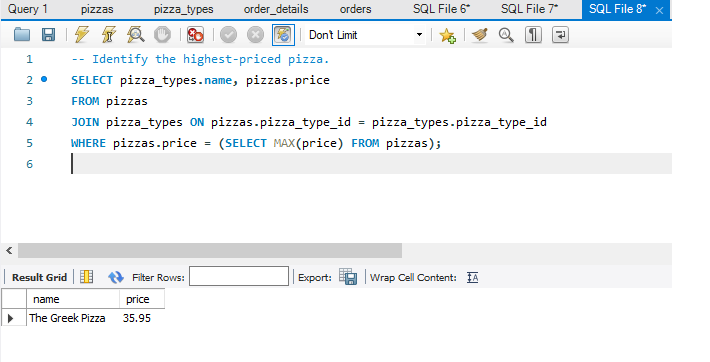 Query 1 pizzas pizza_types order_details orders SQL File 6* SQL File 7* SQL File 8*
Don't Limit
1 -- Identify the highest-priced pizza.
2 SELECT pizza_types.name, pizzas.price
3 FROM pizzas
4 JOIN pizza_types ON pizzas.pizza_type_id = pizza_types.pizza_type_id
5 WHERE pizzas.price = (SELECT MAX(price) FROM pizzas);
6
Result Grid Filter Rows: Export: Wrap Cell Content:
name price
The Greek Pizza 35.95